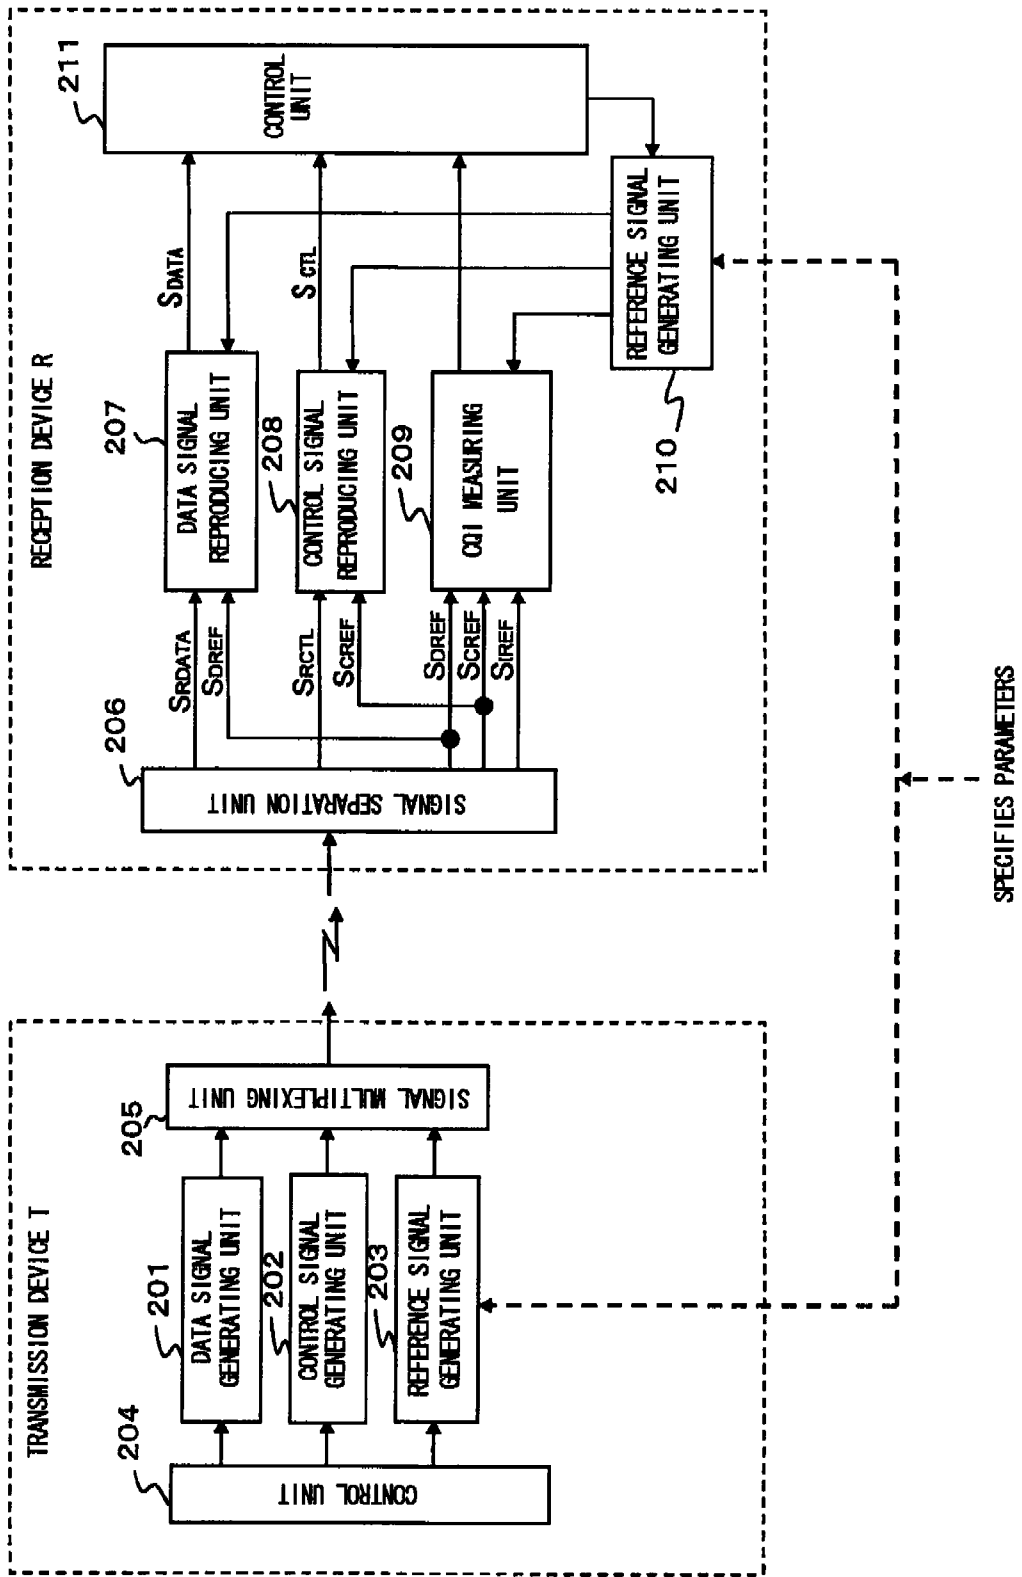 TRANSMISSION DEVICE T
204
CONTROL UNIT
201
DATA SIGNAL
GENERATING UNIT
202
CONTROL SIGNAL
GENERATING UNIT
203
REFERENCE SIGNAL
GENERATING UNIT
205
SIGNAL MULTIPLEXING UNIT
RECEPTION DEVICE R
206
SIGNAL SEPARATION UNIT
SRDATA
SDREF
SRCTL
SCREF
SDREF
SCREF
SIREF
207
DATA SIGNAL
REPRODUCING UNIT
208
CONTROL SIGNAL
REPRODUCING UNIT
209
CQI MEASURING
UNIT
SDATA
SCTL
211
CONTROL
UNIT
210
REFERENCE SIGNAL
GENERATING UNIT
SPECIFIES PARAMETERS